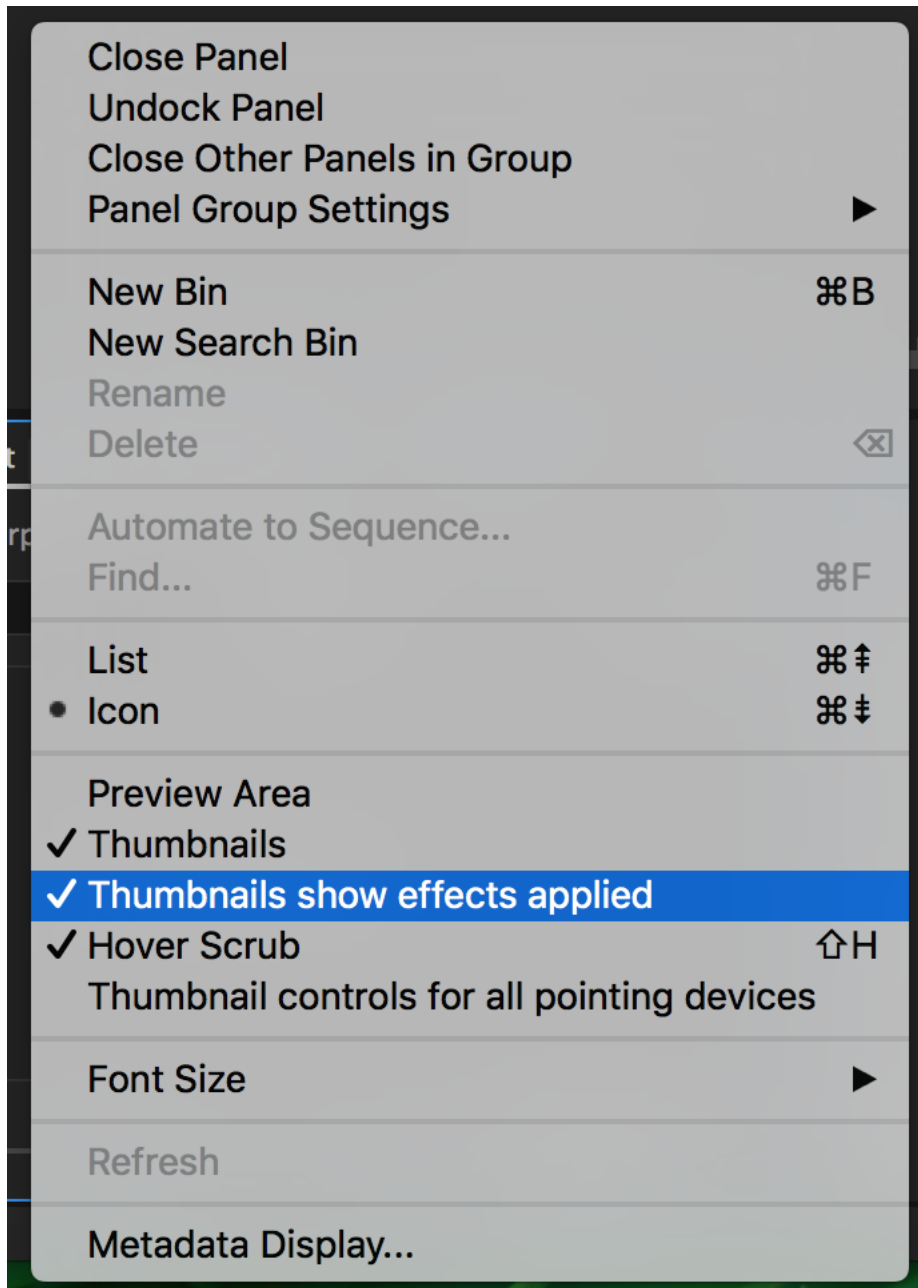 Close Panel
Undock Panel
Close Other Panels in Group
Panel Group Settings ▶
New Bin ⌘B
New Search Bin
Rename
Delete ⌫
Automate to Sequence...
Find... ⌘F
List ⌘⇞
Icon ⌘⇟
Preview Area
✓ Thumbnails
✓ Thumbnails show effects applied
✓ Hover Scrub ⇧H
Thumbnail controls for all pointing devices
Font Size ▶
Refresh
Metadata Display...